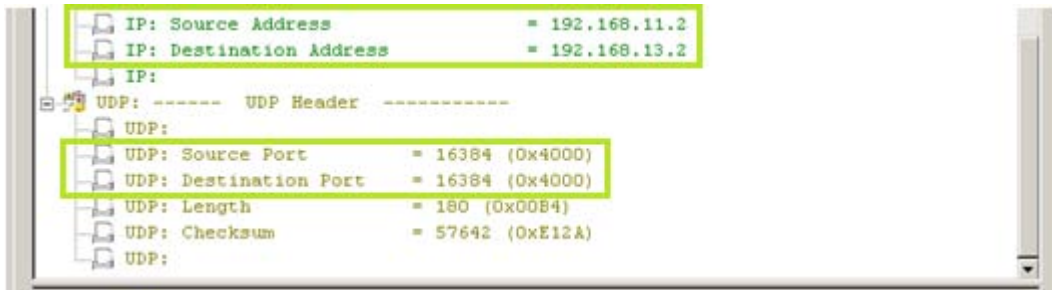 IP: Source Address = 192.168.11.2
IP: Destination Address = 192.168.13.2
IP:
UDP: ------ UDP Header -----------
UDP:
UDP: Source Port = 16384 (0x4000)
UDP: Destination Port = 16384 (0x4000)
UDP: Length = 180 (0x00B4)
UDP: Checksum = 57642 (0xE12A)
UDP: